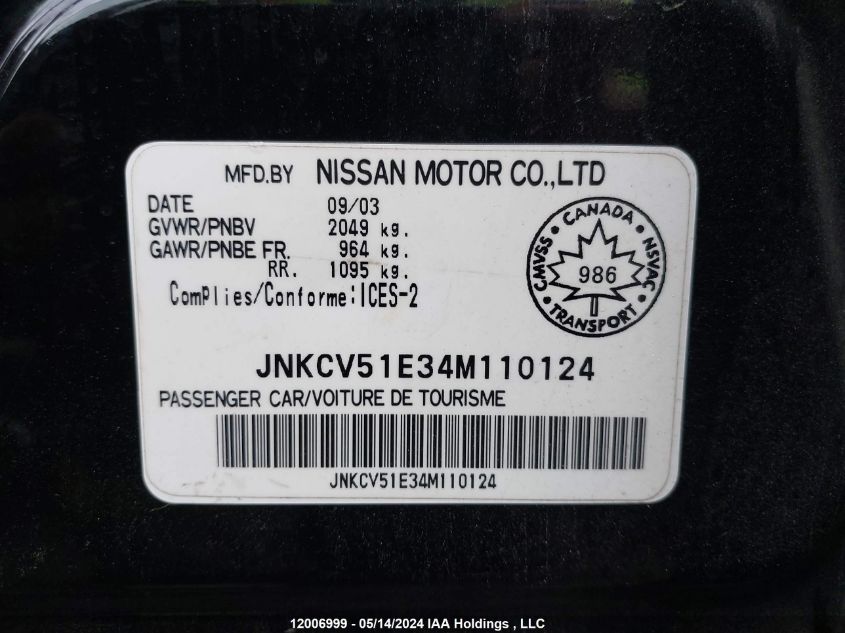 MFD.BY NISSAN MOTOR CO.,LTD
DATE 09/03
GVWR/PNBV 2049 kg.
GAWR/PNBE FR. 964 kg.
RR. 1095 kg.
ComPlies/Conforme:ICES-2
CANADA
CMVSS 986 NSVAC
TRANSPORT
JNKCV51E34M110124
PASSENGER CAR/VOITURE DE TOURISME
JNKCV51E34M110124
12006999 - 05/14/2024 IAA Holdings , LLC